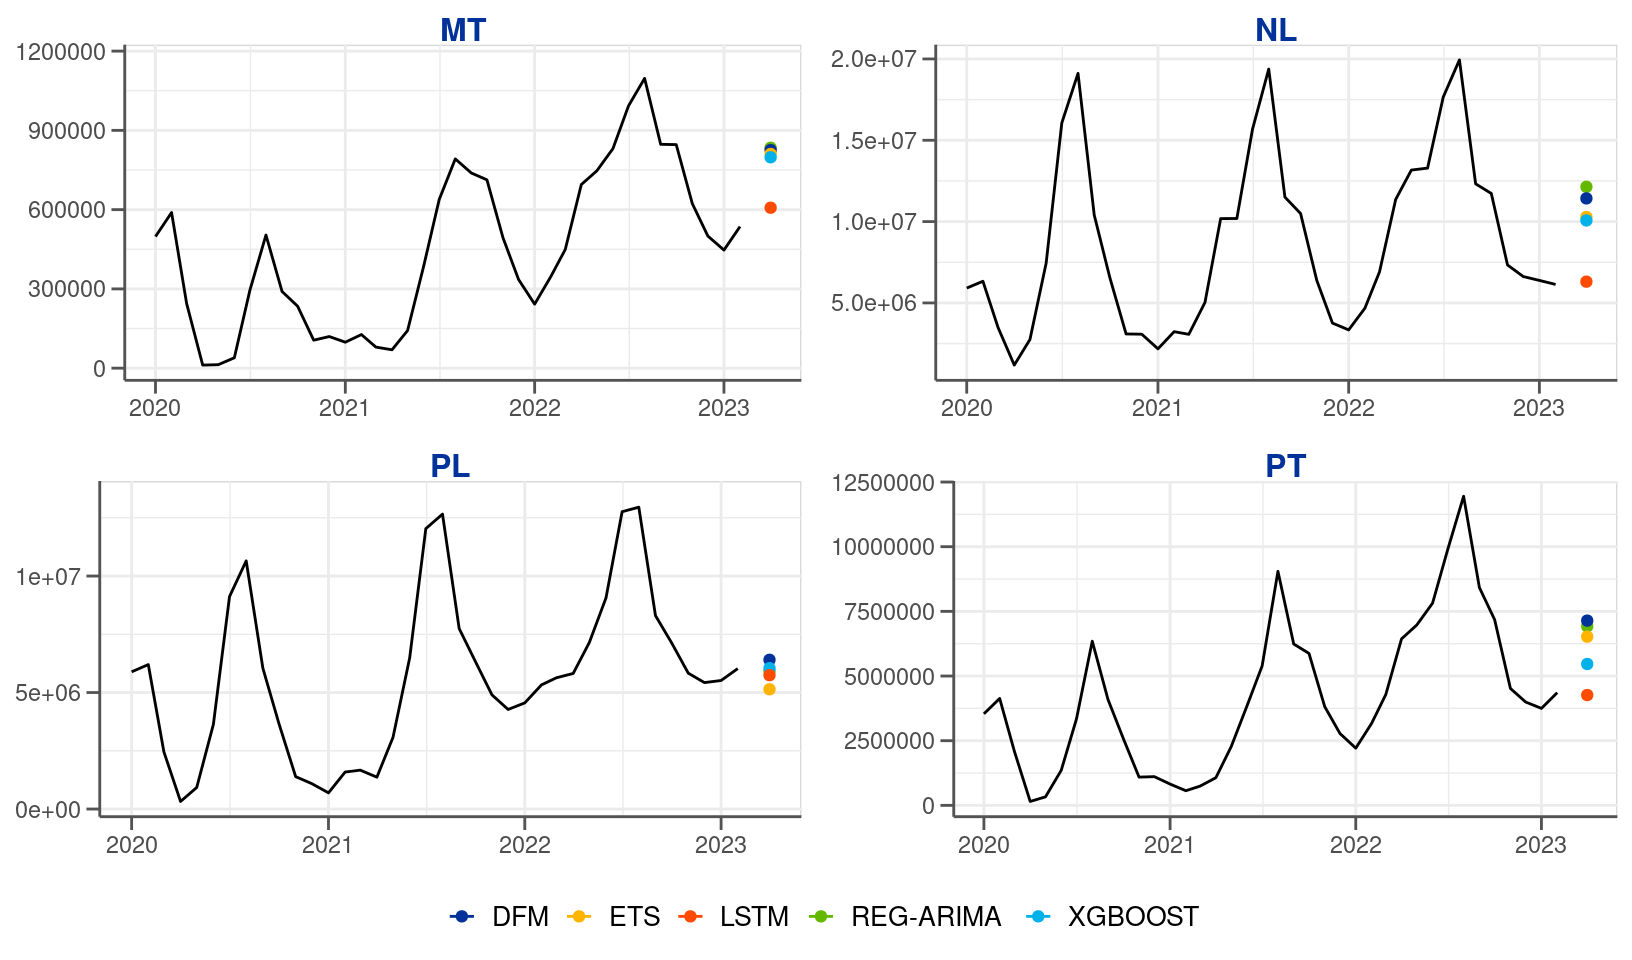 MT
1200000
900000
600000
300000
0
2020 2021 2022 2023
NL
2.0e+07
1.5e+07
1.0e+07
5.0e+06
2020 2021 2022 2023
PL
1e+07
5e+06
0e+00
2020 2021 2022 2023
PT
12500000
10000000
7500000
5000000
2500000
0
2020 2021 2022 2023
DFM ETS LSTM REG-ARIMA XGBOOST